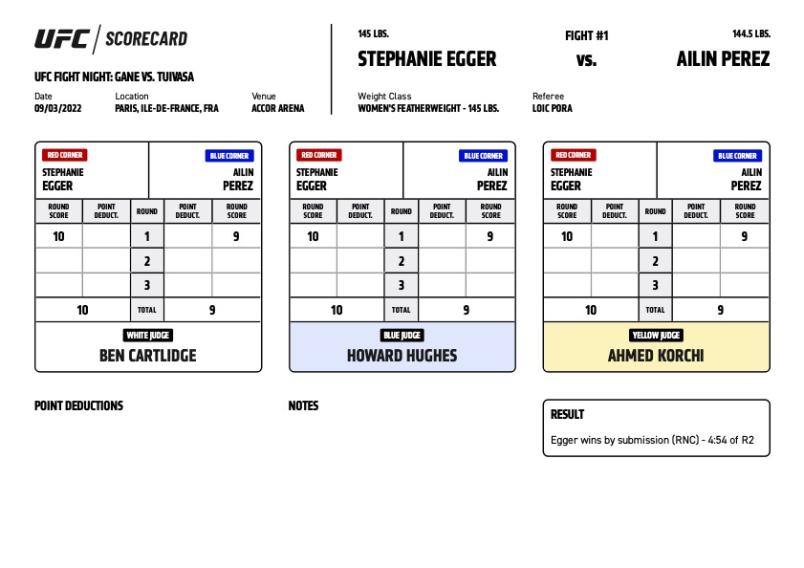 UFC / SCORECARD
UFC FIGHT NIGHT: GANE VS. TUIVASA
Date Location Venue
09/03/2022 PARIS, ILE-DE-FRANCE, FRA ACCOR ARENA
145 LBS. FIGHT #1 144.5 LBS.
STEPHANIE EGGER VS. AILIN PEREZ
Weight Class Referee
WOMEN'S FEATHERWEIGHT - 145 LBS. LOIC PORA
RED CORNER BLUE CORNER
STEPHANIE AILIN
EGGER PEREZ
ROUND POINT ROUND POINT ROUND
SCORE DEDUCT. DEDUCT. SCORE
10 1 9
2
3
10 TOTAL 9
WHITE JUDGE
BEN CARTLIDGE
RED CORNER BLUE CORNER
STEPHANIE AILIN
EGGER PEREZ
ROUND POINT ROUND POINT ROUND
SCORE DEDUCT. DEDUCT. SCORE
10 1 9
2
3
10 TOTAL 9
BLUE JUDGE
HOWARD HUGHES
RED CORNER BLUE CORNER
STEPHANIE AILIN
EGGER PEREZ
ROUND POINT ROUND POINT ROUND
SCORE DEDUCT. DEDUCT. SCORE
10 1 9
2
3
10 TOTAL 9
YELLOW JUDGE
AHMED KORCHI
POINT DEDUCTIONS
NOTES
RESULT
Egger wins by submission (RNC) - 4:54 of R2